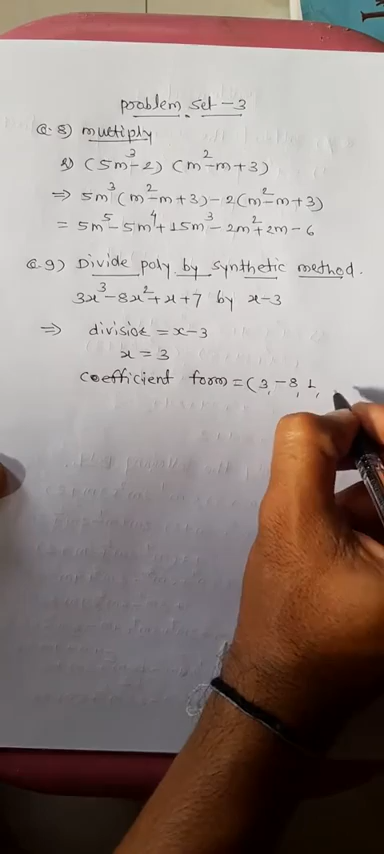 problem set - 3
Q.8) multiply
2) (5m³-2) (m²-m+3)
⇒ 5m³(m²-m+3)-2(m²-m+3)
= 5m⁵-5m⁴+15m³-2m²+2m-6
Q.9) Divide poly by synthetic method.
3x³-8x²+x+7 by x-3
⇒ divisior = x-3
x = 3
coefficient form = (3, -8, 1,